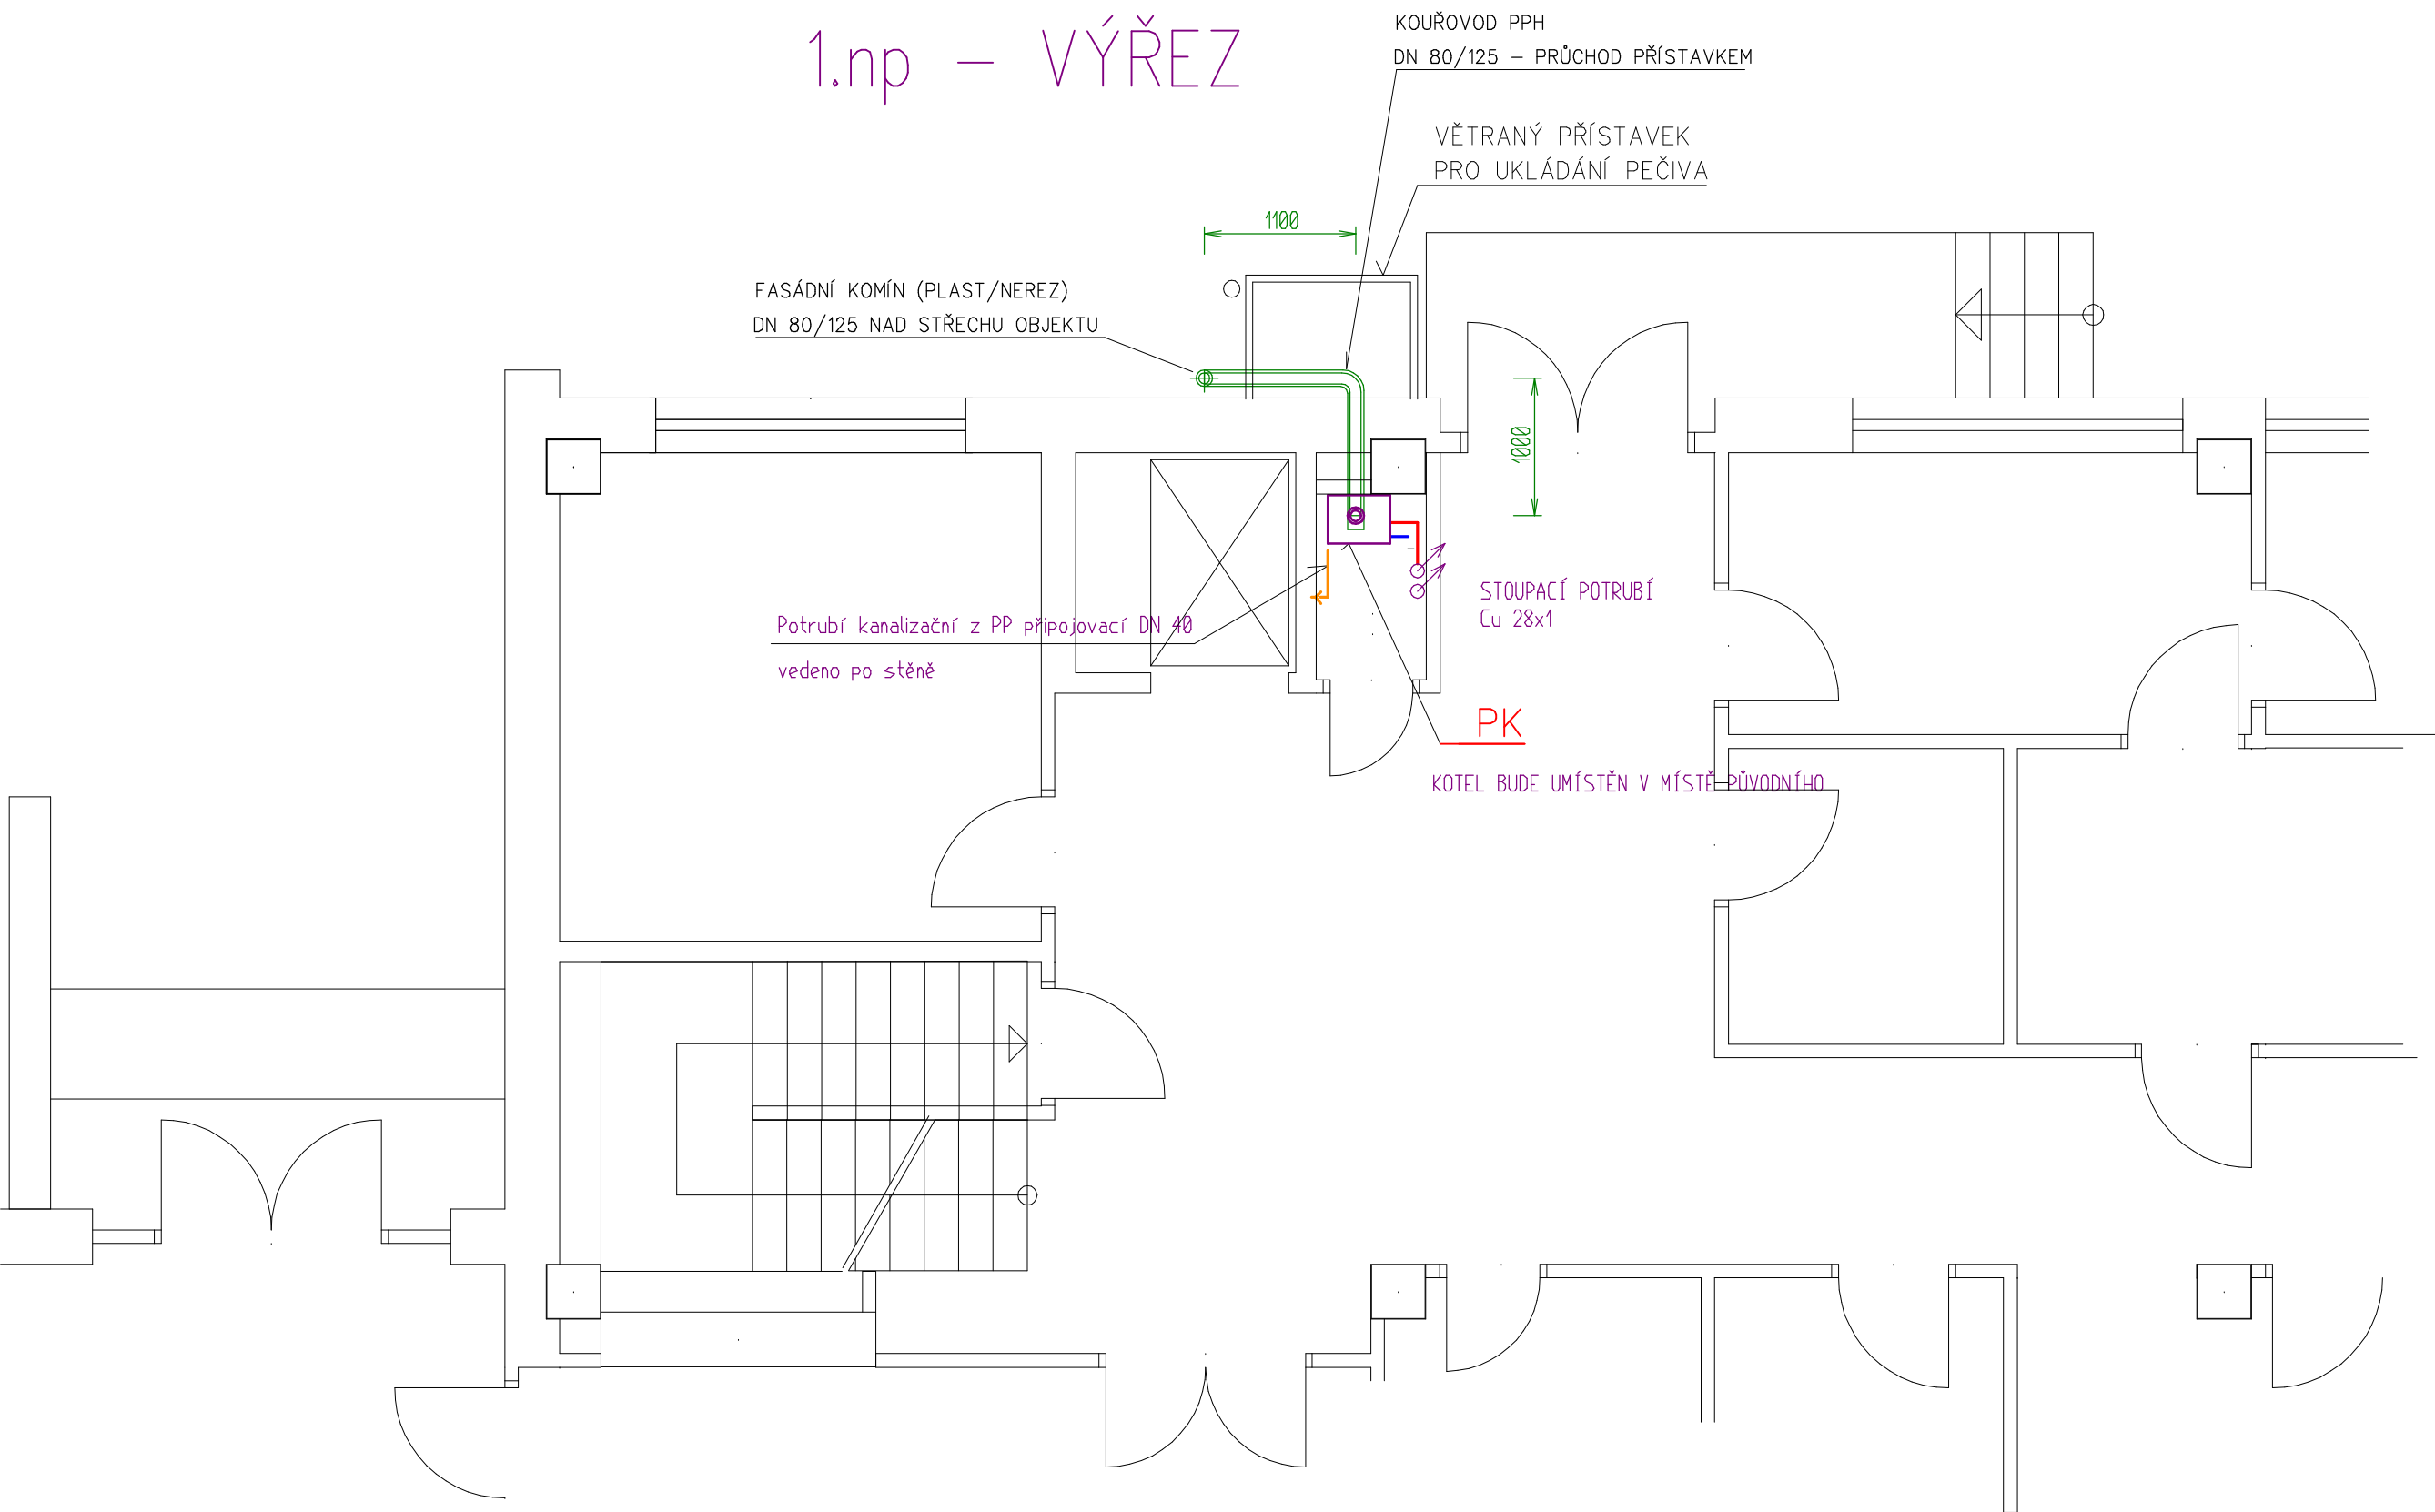 1.np – VÝŘEZ
KOUŘOVOD PPH
DN 80/125 – PRŮCHOD PŘÍSTAVKEM
VĚTRANÝ PŘÍSTAVEK
PRO UKLÁDÁNÍ PEČIVA
1100
FASÁDNÍ KOMÍN (PLAST/NEREZ)
DN 80/125 NAD STŘECHU OBJEKTU
1000
STOUPACÍ POTRUBÍ
Cu 28x1
Potrubí kanalizační z PP připojovací DN 40
vedeno po stěně
PK
KOTEL BUDE UMÍSTĚN V MÍSTĚ PŮVODNÍHO